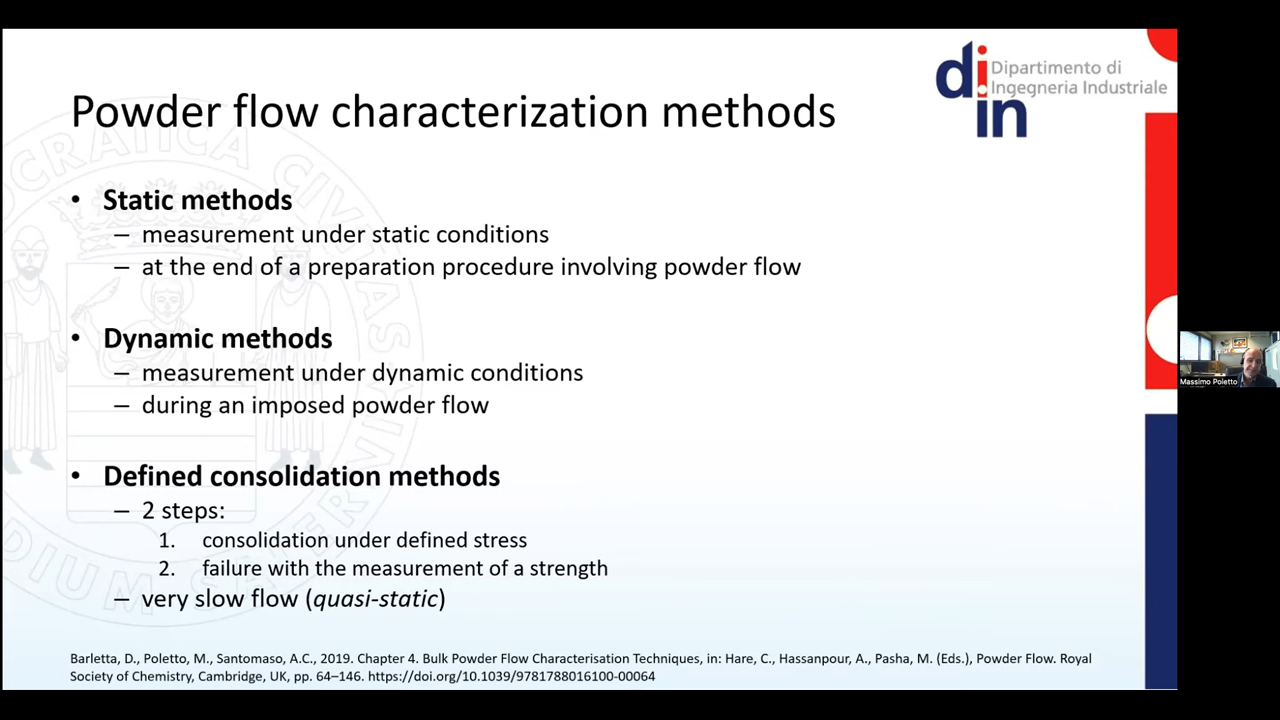 din
Dipartimento di
Ingegneria Industriale
Powder flow characterization methods
• Static methods
– measurement under static conditions
– at the end of a preparation procedure involving powder flow
• Dynamic methods
– measurement under dynamic conditions
– during an imposed powder flow
• Defined consolidation methods
– 2 steps:
1. consolidation under defined stress
2. failure with the measurement of a strength
– very slow flow (quasi-static)
Barletta, D., Poletto, M., Santomaso, A.C., 2019. Chapter 4. Bulk Powder Flow Characterisation Techniques, in: Hare, C., Hassanpour, A., Pasha, M. (Eds.), Powder Flow. Royal
Society of Chemistry, Cambridge, UK, pp. 64–146. https://doi.org/10.1039/9781788016100-00064
Massimo Poletto